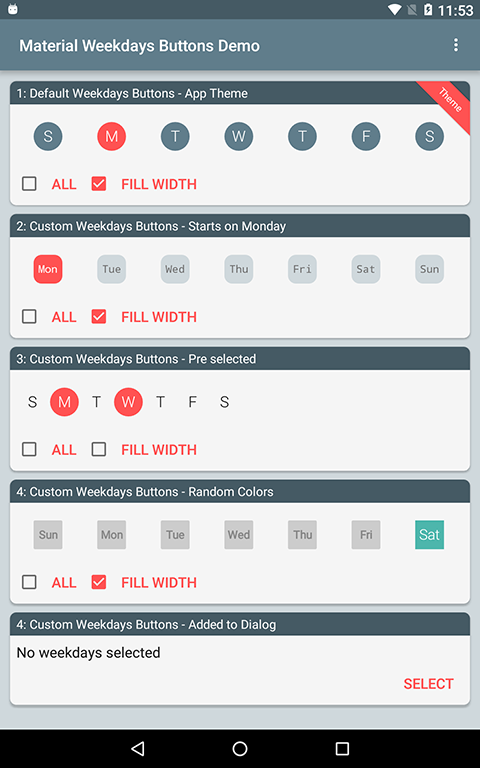 11:53
Material Weekdays Buttons Demo
1: Default Weekdays Buttons - App Theme
Theme
S M T W T F S
ALL FILL WIDTH
2: Custom Weekdays Buttons - Starts on Monday
Mon Tue Wed Thu Fri Sat Sun
ALL FILL WIDTH
3: Custom Weekdays Buttons - Pre selected
S M T W T F S
ALL FILL WIDTH
4: Custom Weekdays Buttons - Random Colors
Sun Mon Tue Wed Thu Fri Sat
ALL FILL WIDTH
4: Custom Weekdays Buttons - Added to Dialog
No weekdays selected
SELECT